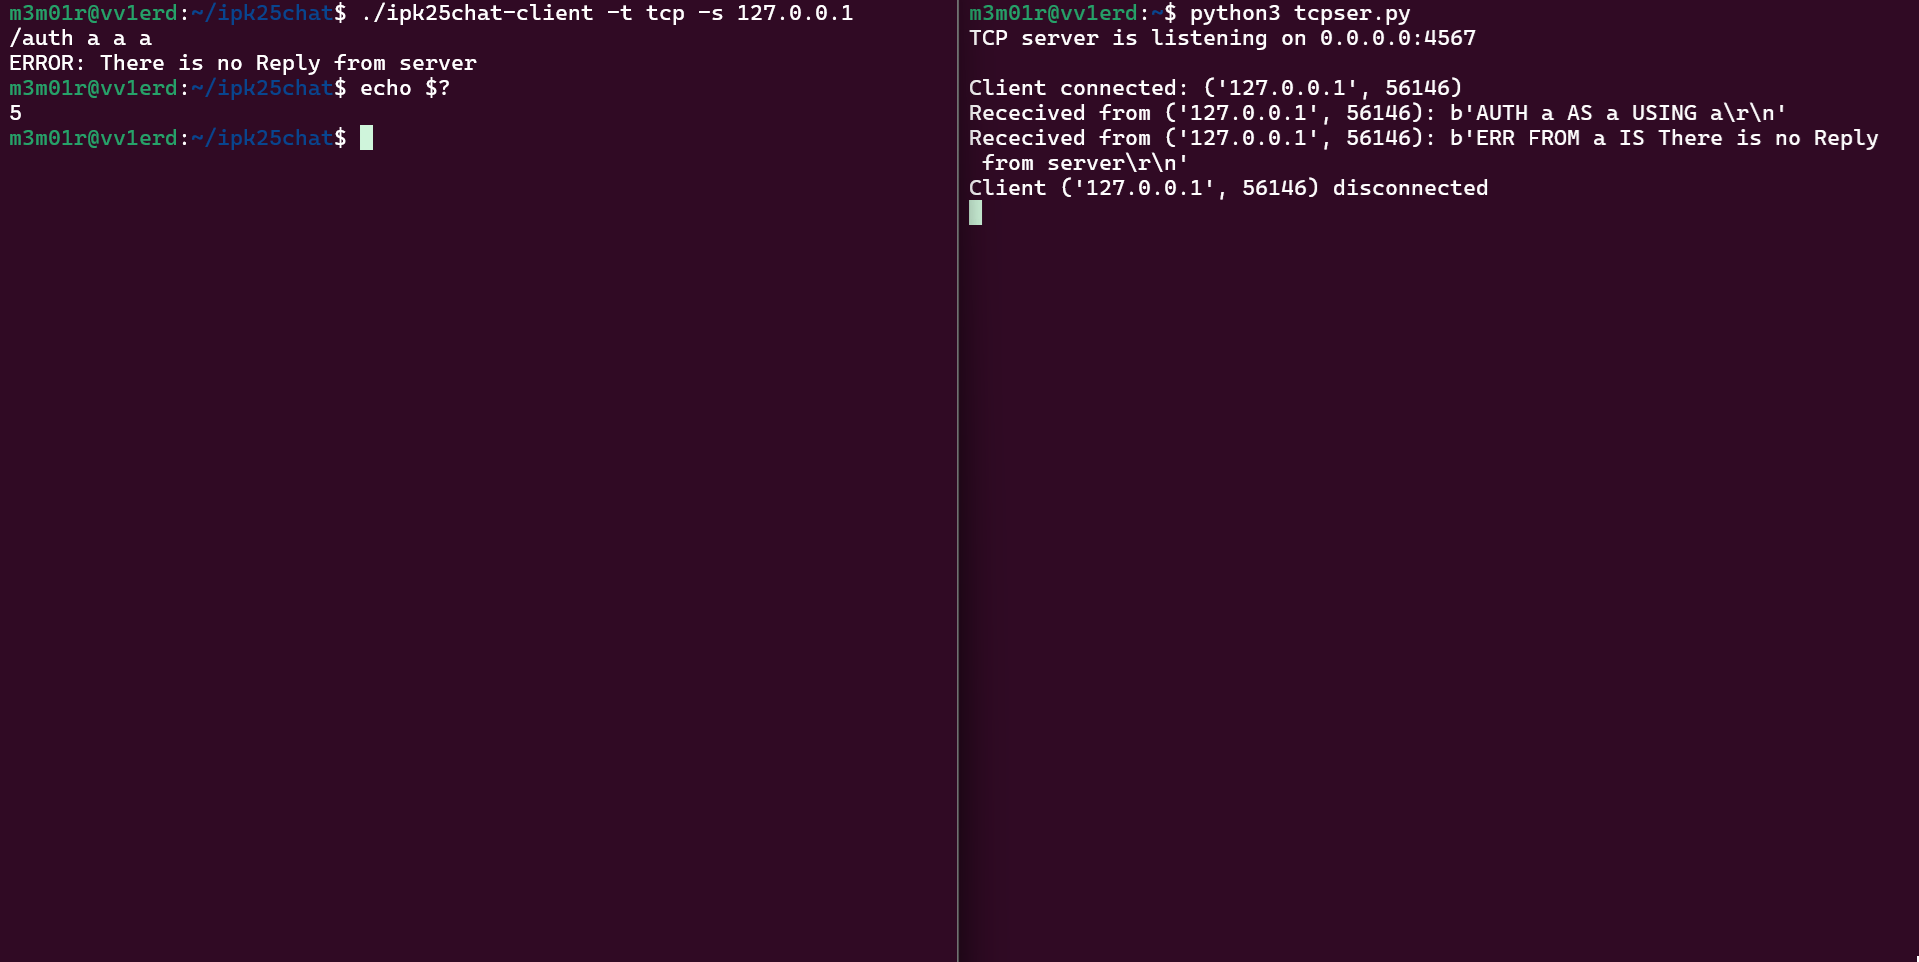 m3m01r@vv1erd:~/ipk25chat$ ./ipk25chat-client -t tcp -s 127.0.0.1
/auth a a a
ERROR: There is no Reply from server
m3m01r@vv1erd:~/ipk25chat$ echo $?
5
m3m01r@vv1erd:~/ipk25chat$
m3m01r@vv1erd:~$ python3 tcpser.py
TCP server is listening on 0.0.0.0:4567
Client connected: ('127.0.0.1', 56146)
Rececived from ('127.0.0.1', 56146): b'AUTH a AS a USING a\r\n'
Rececived from ('127.0.0.1', 56146): b'ERR FROM a IS There is no Reply
from server\r\n'
Client ('127.0.0.1', 56146) disconnected